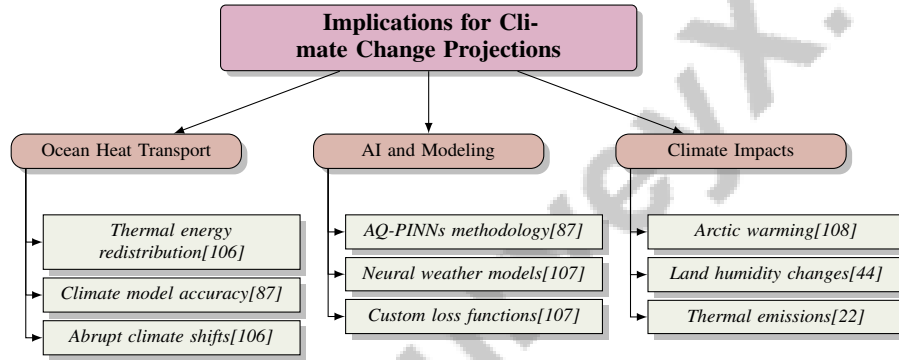 Implications for Cli-
mate Change Projections
Ocean Heat Transport
AI and Modeling
Climate Impacts
Thermal energy
redistribution[106]
Climate model accuracy[87]
Abrupt climate shifts[106]
AQ-PINNs methodology[87]
Neural weather models[107]
Custom loss functions[107]
Arctic warming[108]
Land humidity changes[44]
Thermal emissions[22]